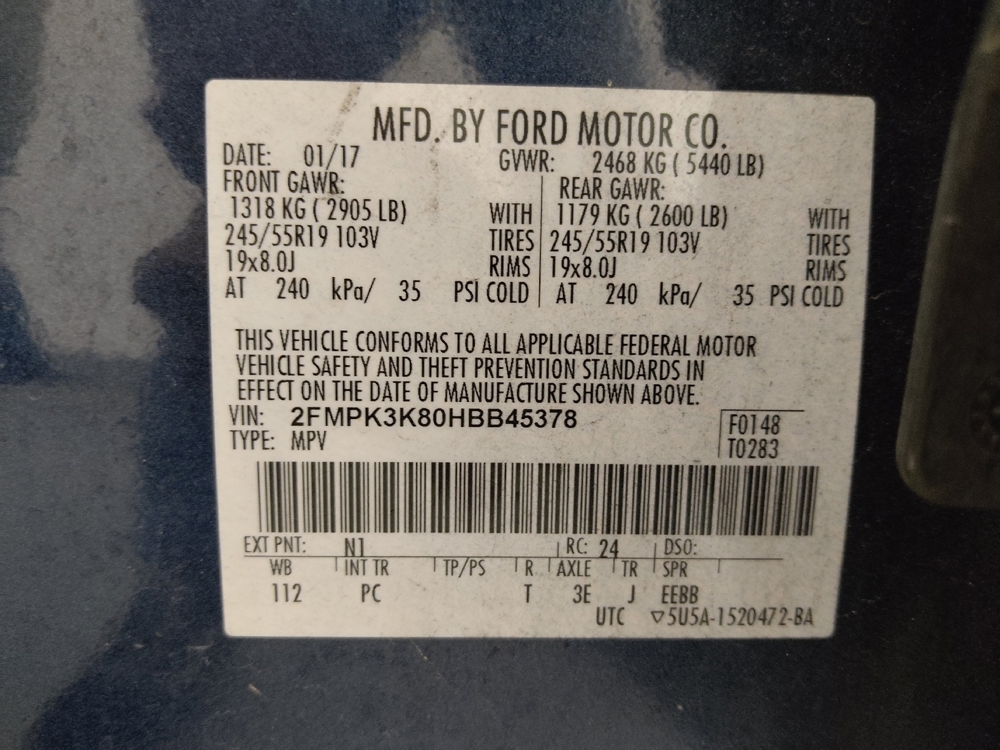 MFD. BY FORD MOTOR CO.
DATE: 01/17 GVWR: 2468 KG ( 5440 LB)
FRONT GAWR: REAR GAWR:
1318 KG ( 2905 LB) WITH 1179 KG ( 2600 LB) WITH
245/55R19 103V TIRES 245/55R19 103V TIRES
19x8.0J RIMS 19x8.0J RIMS
AT 240 kPa/ 35 PSI COLD AT 240 kPa/ 35 PSI COLD
THIS VEHICLE CONFORMS TO ALL APPLICABLE FEDERAL MOTOR
VEHICLE SAFETY AND THEFT PREVENTION STANDARDS IN
EFFECT ON THE DATE OF MANUFACTURE SHOWN ABOVE.
VIN: 2FMPK3K80HBB45378 F0148
TYPE: MPV T0283
EXT PNT: N1 RC: 24 DSO:
WB INT TR TP/PS R AXLE TR SPR
112 PC T 3E J EEBB
UTC ▽5U5A-1520472-BA